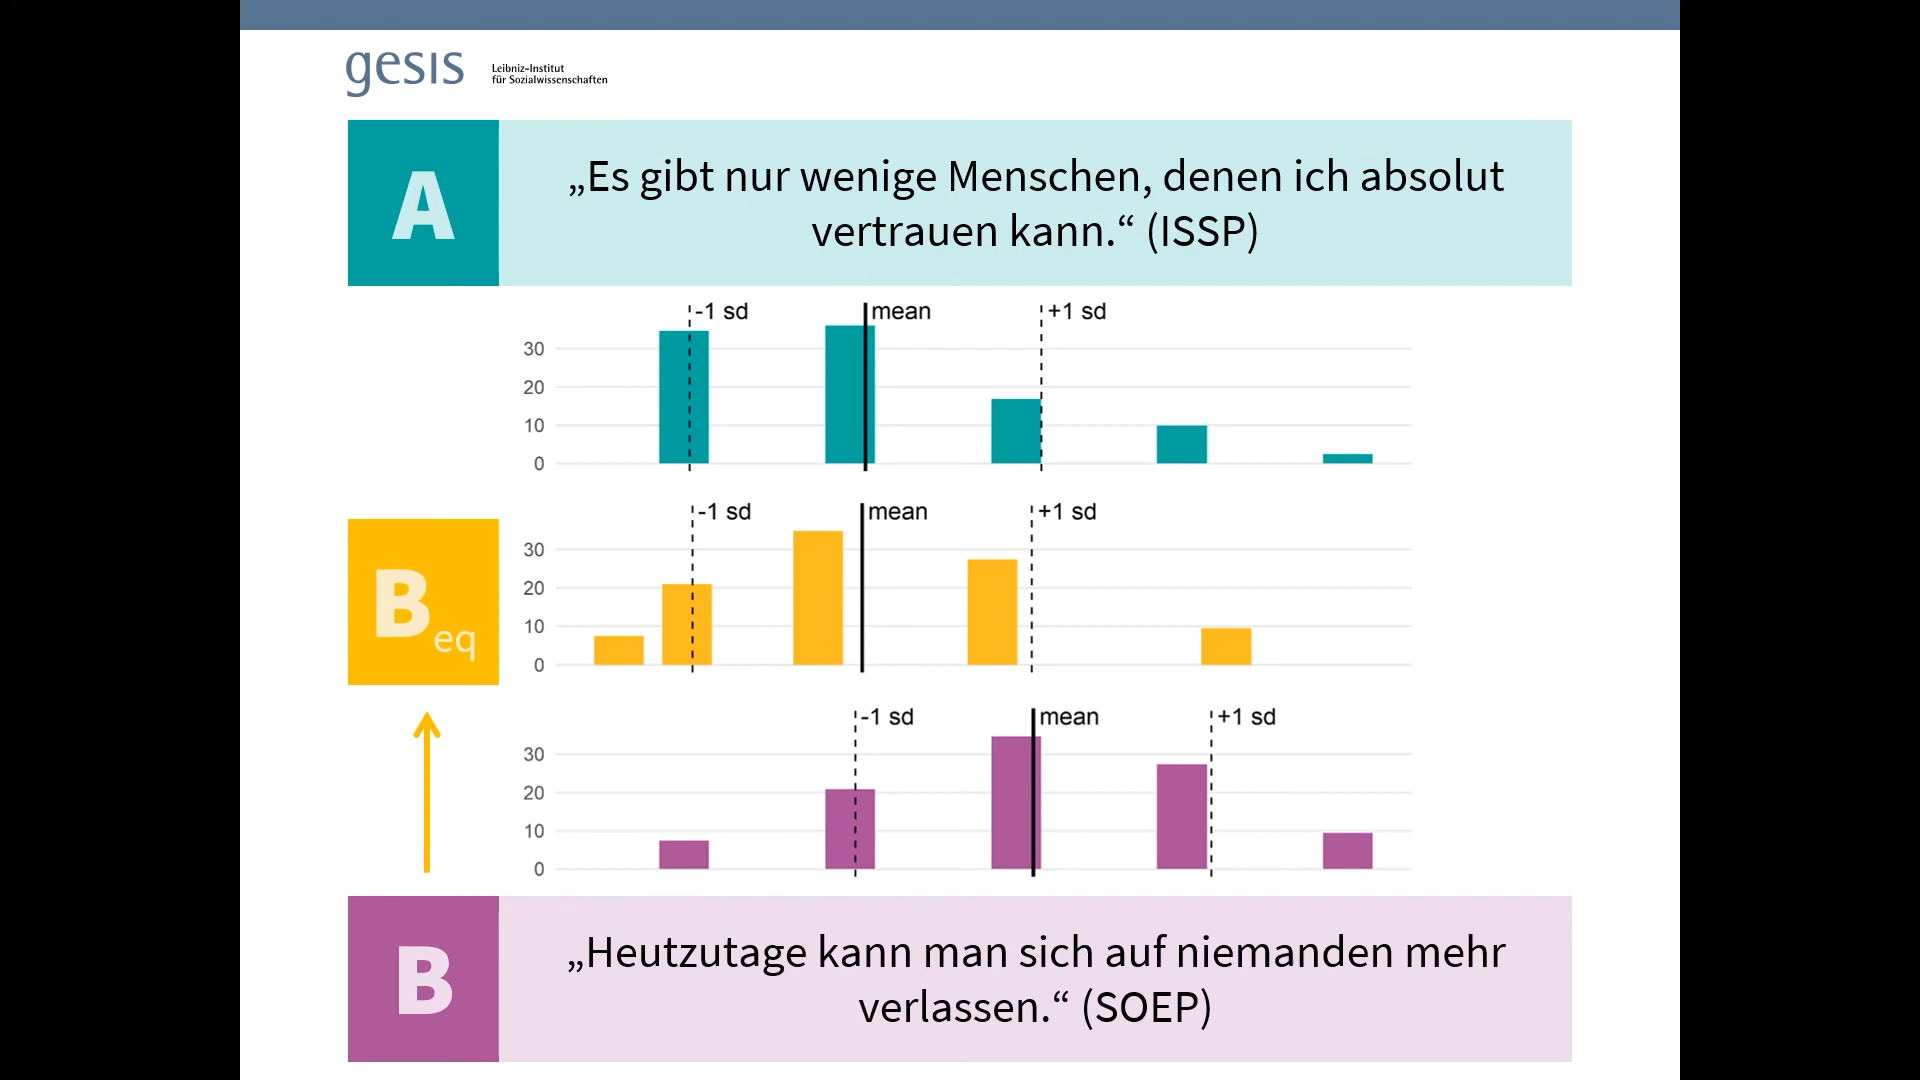 gesis
Leibniz-Institut
für Sozialwissenschaften
A
„Es gibt nur wenige Menschen, denen ich absolut
vertrauen kann.“ (ISSP)
-1 sd mean +1 sd
30
20
10
0
B eq
-1 sd mean +1 sd
30
20
10
0
-1 sd mean +1 sd
30
20
10
0
B
„Heutzutage kann man sich auf niemanden mehr
verlassen.“ (SOEP)